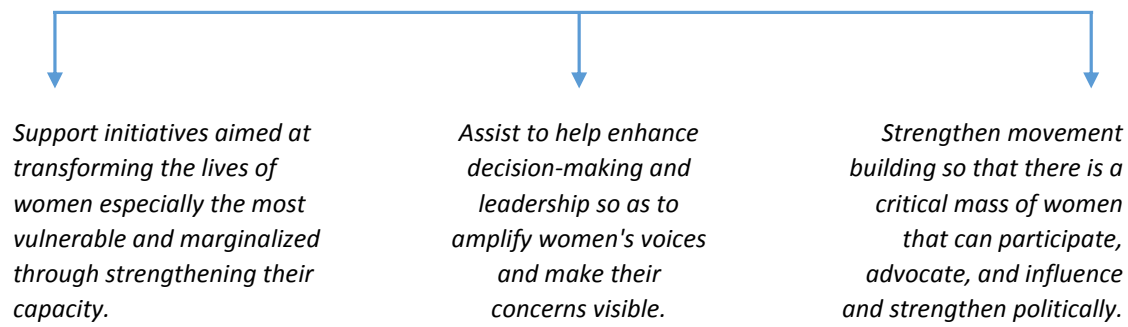 Support initiatives aimed at
transforming the lives of
women especially the most
vulnerable and marginalized
through strengthening their
capacity.
Assist to help enhance
decision-making and
leadership so as to
amplify women's voices
and make their
concerns visible.
Strengthen movement
building so that there is a
critical mass of women
that can participate,
advocate, and influence
and strengthen politically.